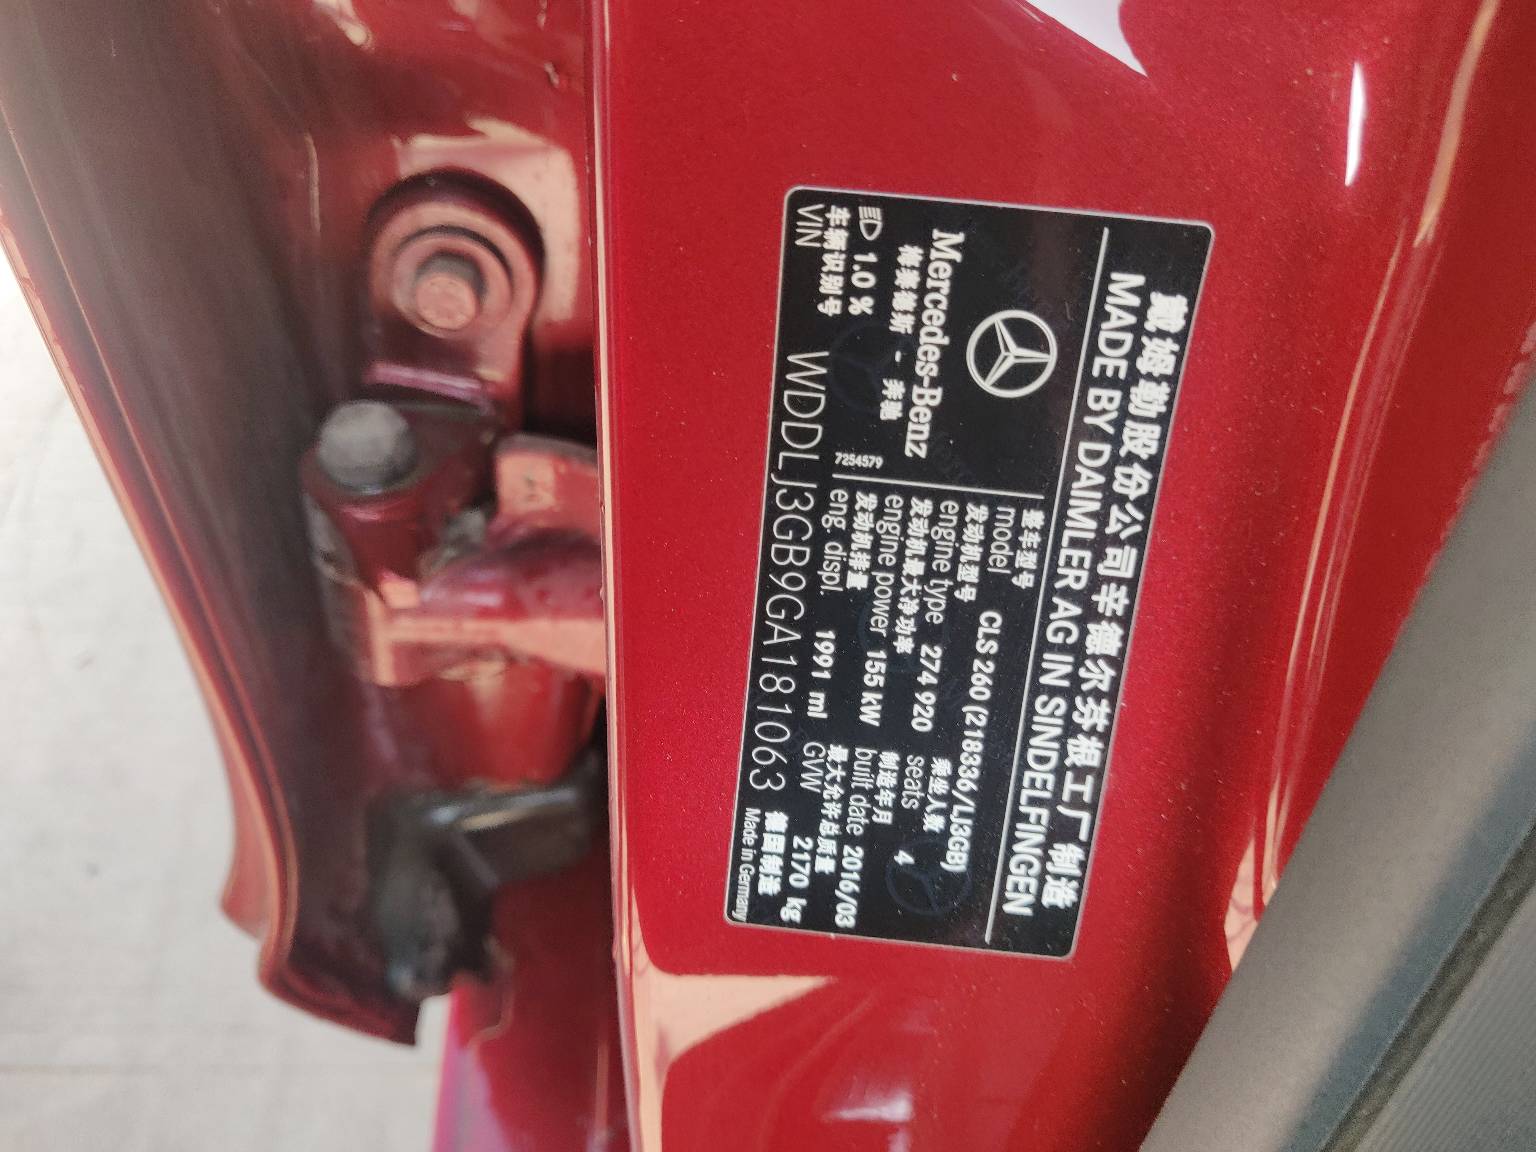 戴姆勒股份公司辛德尔芬根工厂制造
MADE BY DAIMLER AG IN SINDELFINGEN
Mercedes-Benz
梅赛德斯 - 奔驰
7254579
整车型号
model CLS 260 (218336/LJ3GB)
发动机型号
engine type 274 920
乘坐人数
seats 4
发动机最大净功率
engine power 155 kW
制造年月
built date 2016/03
发动机排量
eng. displ. 1991 ml
最大允许总质量
GVW 2170 kg
1.0 %
车辆识别号
VIN WDDLJ3GB9GA181063
德国制造
Made in Germany